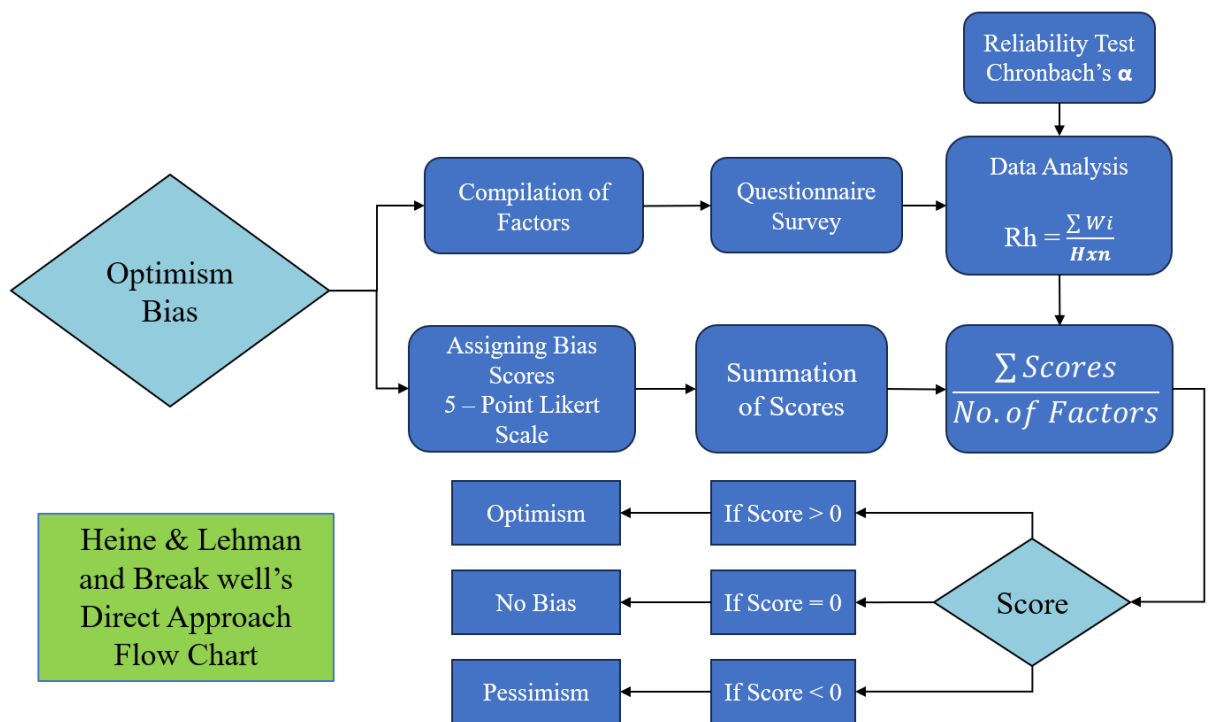 Reliability Test
Chronbach's α
Optimism
Bias
Compilation of
Factors
Questionnaire
Survey
Data Analysis
Rh = ∑ Wi / Hxn
Assigning Bias
Scores
5 – Point Likert
Scale
Summation
of Scores
∑ Scores
No. of Factors
Optimism
If Score > 0
No Bias
If Score = 0
Score
Pessimism
If Score < 0
Heine & Lehman
and Break well's
Direct Approach
Flow Chart